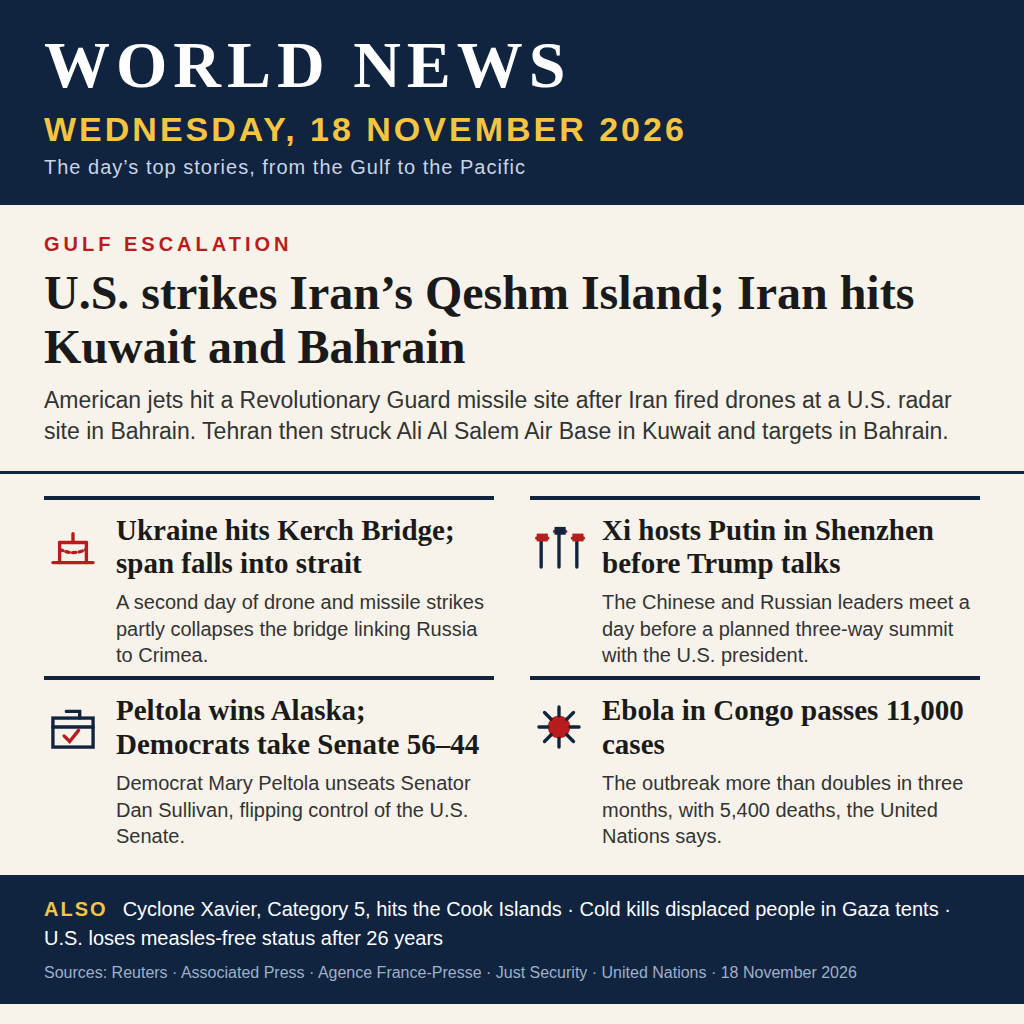 WORLD NEWS
WEDNESDAY, 18 NOVEMBER 2026
The day’s top stories, from the Gulf to the Pacific
GULF ESCALATION
U.S. strikes Iran’s Qeshm Island; Iran hits
Kuwait and Bahrain
American jets hit a Revolutionary Guard missile site after Iran fired drones at a U.S. radar
site in Bahrain. Tehran then struck Ali Al Salem Air Base in Kuwait and targets in Bahrain.
Ukraine hits Kerch Bridge;
span falls into strait
A second day of drone and missile strikes
partly collapses the bridge linking Russia
to Crimea.
Xi hosts Putin in Shenzhen
before Trump talks
The Chinese and Russian leaders meet a
day before a planned three-way summit
with the U.S. president.
Peltola wins Alaska;
Democrats take Senate 56–44
Democrat Mary Peltola unseats Senator
Dan Sullivan, flipping control of the U.S.
Senate.
Ebola in Congo passes 11,000
cases
The outbreak more than doubles in three
months, with 5,400 deaths, the United
Nations says.
ALSO Cyclone Xavier, Category 5, hits the Cook Islands · Cold kills displaced people in Gaza tents ·
U.S. loses measles-free status after 26 years
Sources: Reuters · Associated Press · Agence France-Presse · Just Security · United Nations · 18 November 2026